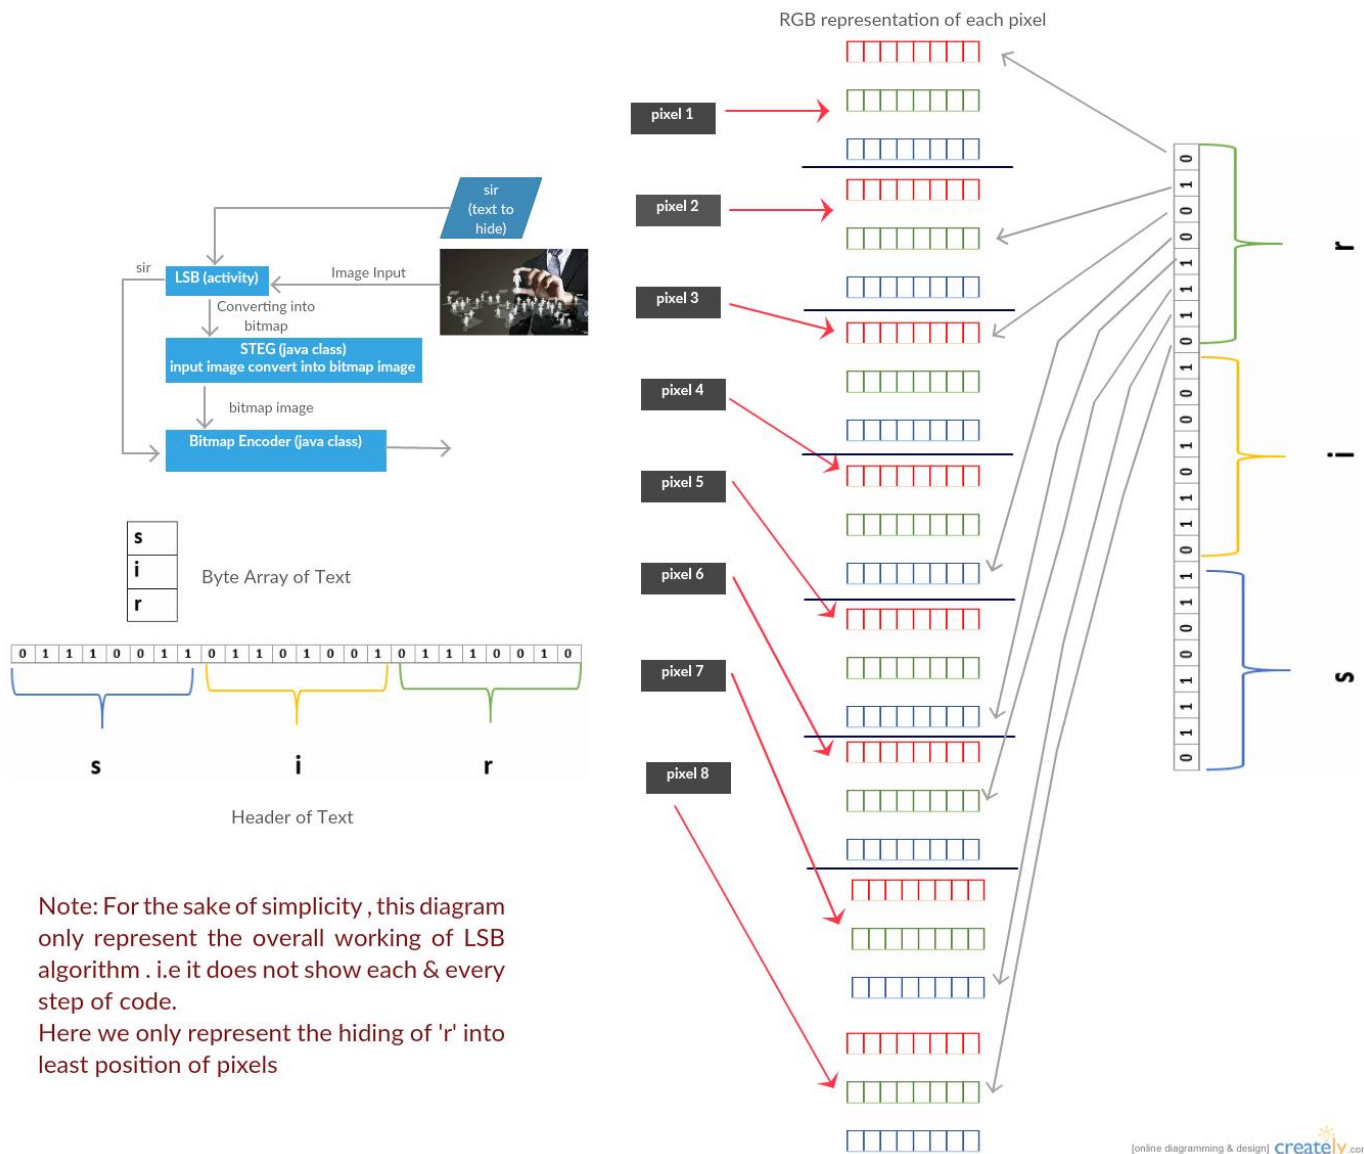 RGB representation of each pixel
pixel 1
pixel 2
pixel 3
pixel 4
pixel 5
pixel 6
pixel 7
pixel 8
sir
(text to
hide)
sir
LSB (activity)
Image Input
Converting into
bitmap
STEG (java class)
input image convert into bitmap image
bitmap image
Bitmap Encoder (java class)
s
i
r
Byte Array of Text
0 1 1 1 0 0 1 1 0 1 1 0 1 0 0 1 0 1 1 1 0 0 1 0
s i r
Header of Text
Note: For the sake of simplicity , this diagram
only represent the overall working of LSB
algorithm . i.e it does not show each & every
step of code.
Here we only represent the hiding of 'r' into
least position of pixels
0 1 1 1 0 0 1 1 0 1 1 0 1 0 0 1 0 1 1 1 0 0 1 0
s i r
[online diagramming & design] creately.com